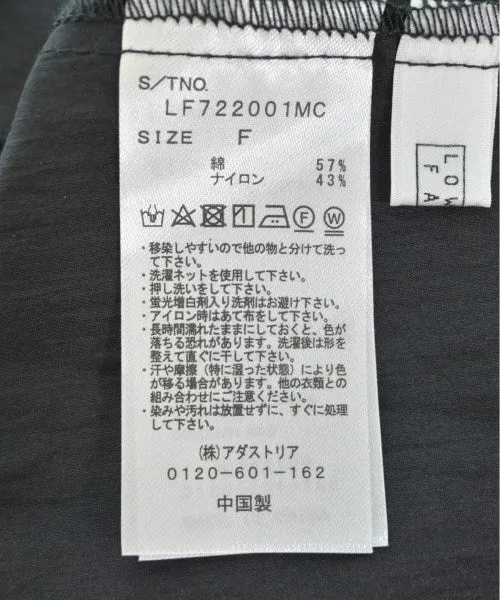 S/TNO.
LF722001MC
SIZE F
綿 57%
ナイロン 43%
・移染しやすいので他の物と分けて洗っ
て下さい。
・洗濯ネットを使用して下さい。
・押し洗いをして下さい。
・蛍光増白剤入り洗剤はお避け下さい。
・アイロン時はあて布をして下さい。
・長時間濡れたままにしておくと、色が
落ちる恐れがあります。洗濯後は形を
整えて直ぐに干して下さい。
・汗や摩擦（特に湿った状態）により色
が移る場合があります。他の衣類との
組み合わせにご注意ください。
・染みや汚れは放置せずに、すぐに処理
して下さい。
(株)アダストリア
0120-601-162
中国製
LOW
FA